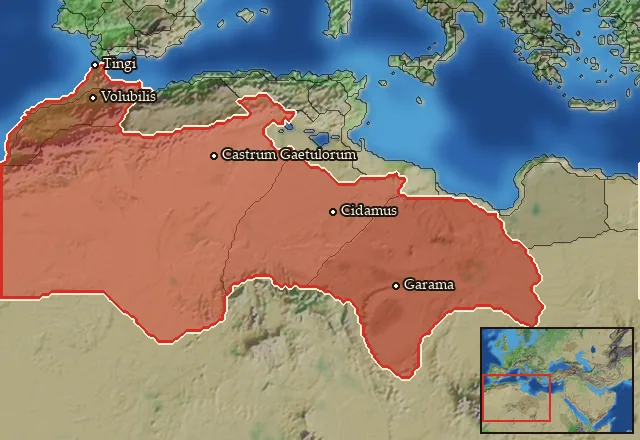 Tingi
Volubilis
Castrum Gaetulorum
Cidamus
Garama